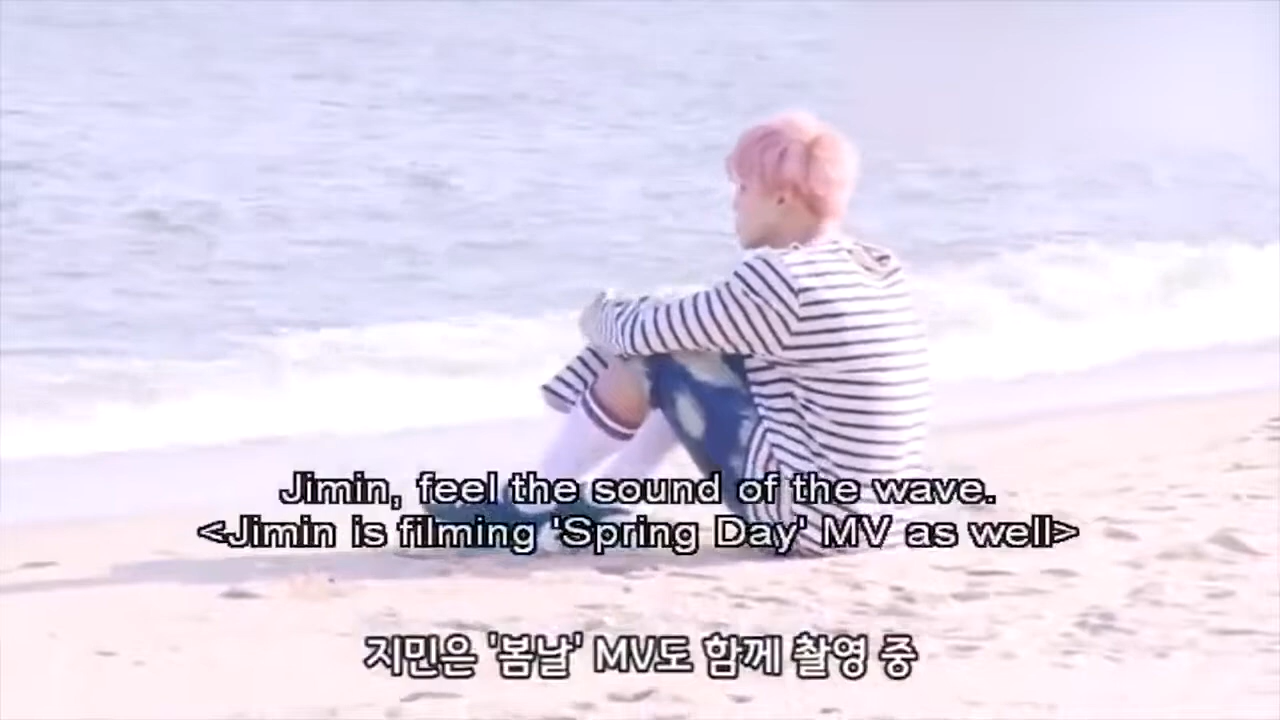 Jimin, feel the sound of the wave.
<Jimin is filming 'Spring Day' MV as well>
지민은 '봄날' MV도 함께 촬영 중